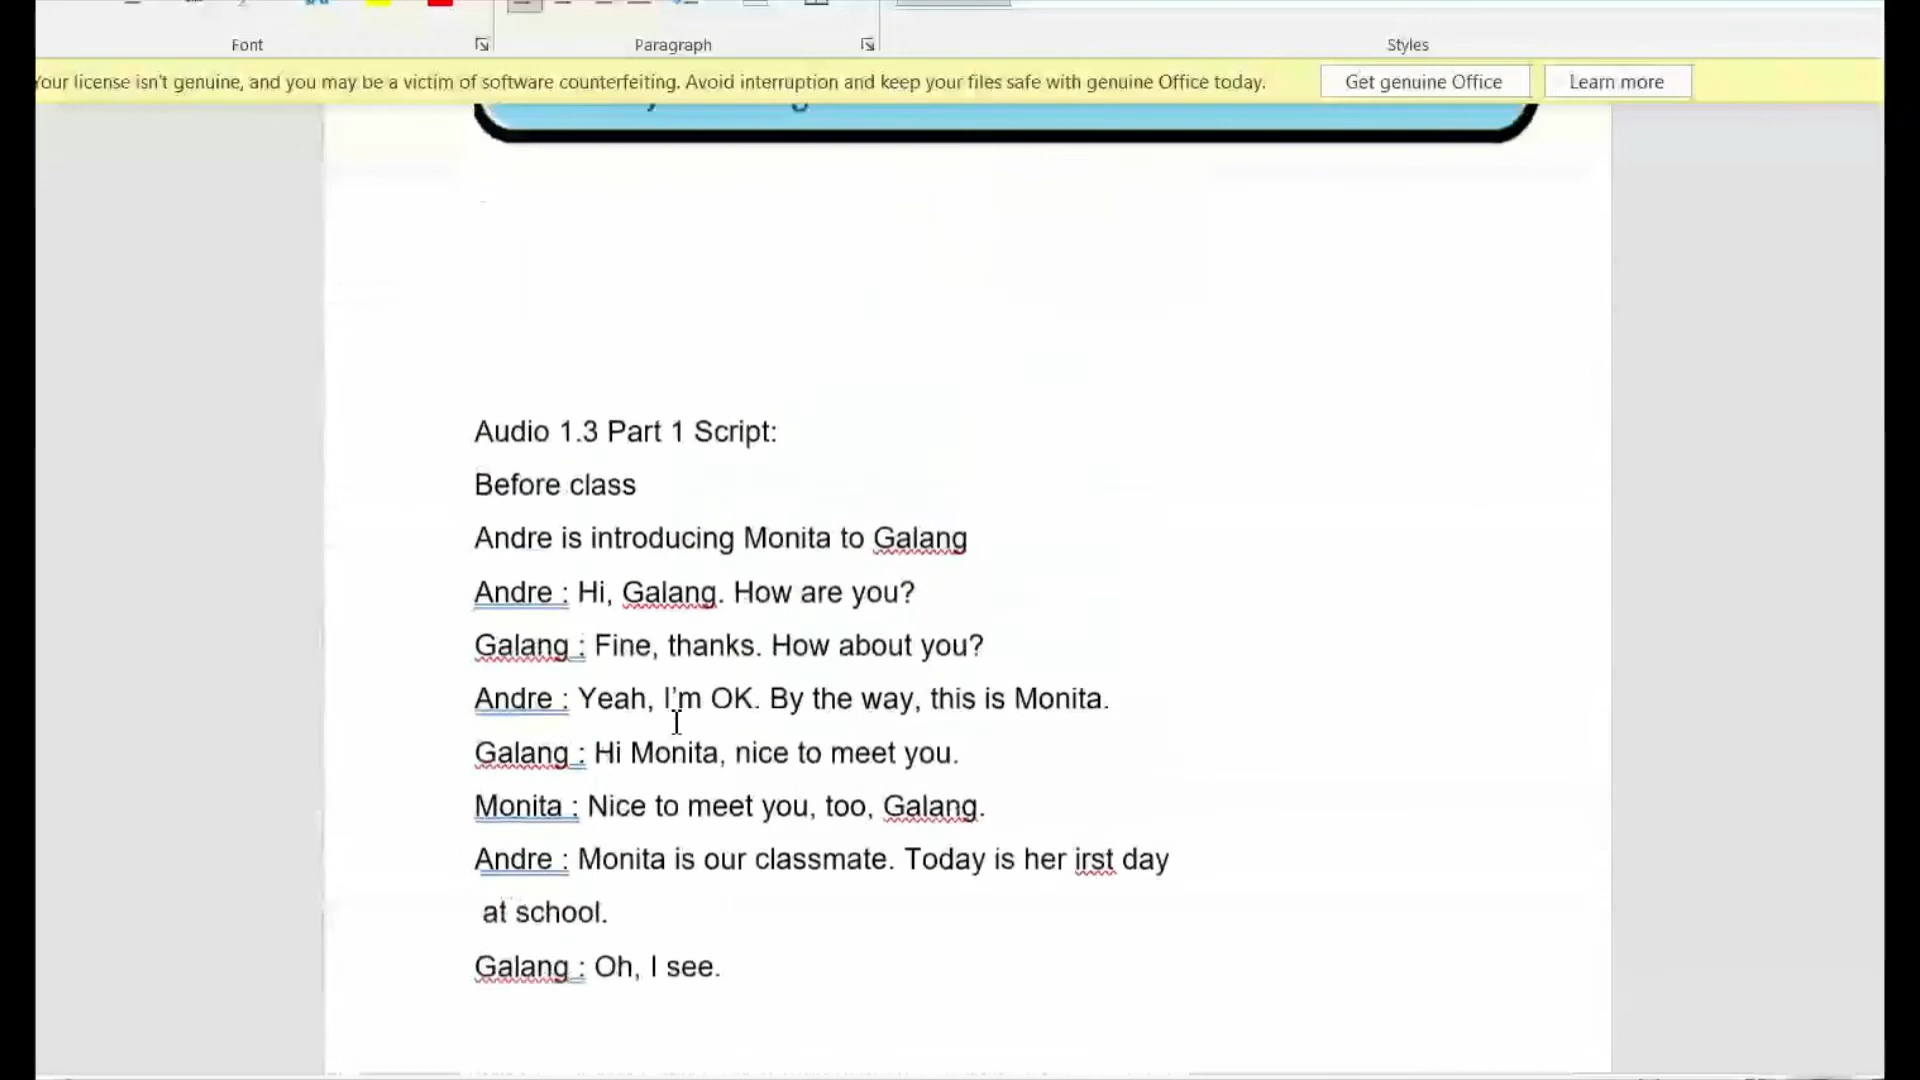 Font
Paragraph
Styles
Your license isn't genuine, and you may be a victim of software counterfeiting. Avoid interruption and keep your files safe with genuine Office today.
Get genuine Office
Learn more
Audio 1.3 Part 1 Script:
Before class
Andre is introducing Monita to Galang
Andre : Hi, Galang. How are you?
Galang : Fine, thanks. How about you?
Andre : Yeah, I'm OK. By the way, this is Monita.
Galang : Hi Monita, nice to meet you.
Monita : Nice to meet you, too, Galang.
Andre : Monita is our classmate. Today is her irst day
at school.
Galang : Oh, I see.